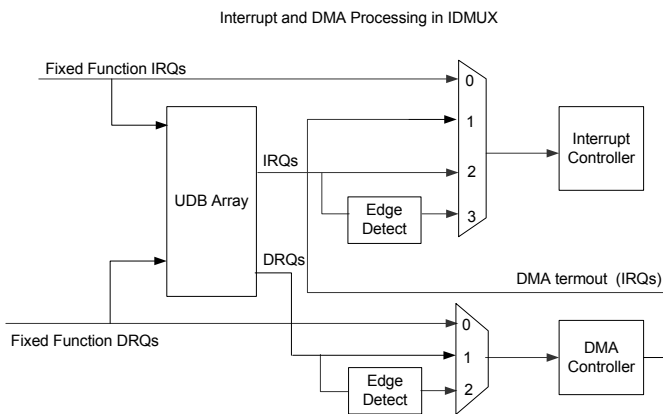 Interrupt and DMA Processing in IDMUX
Fixed Function IRQs
0
1
Interrupt
Controller
IRQs
2
UDB Array
Edge
Detect
3
DRQs
DMA termout (IRQs)
0
Fixed Function DRQs
1
DMA
Controller
Edge
Detect
2